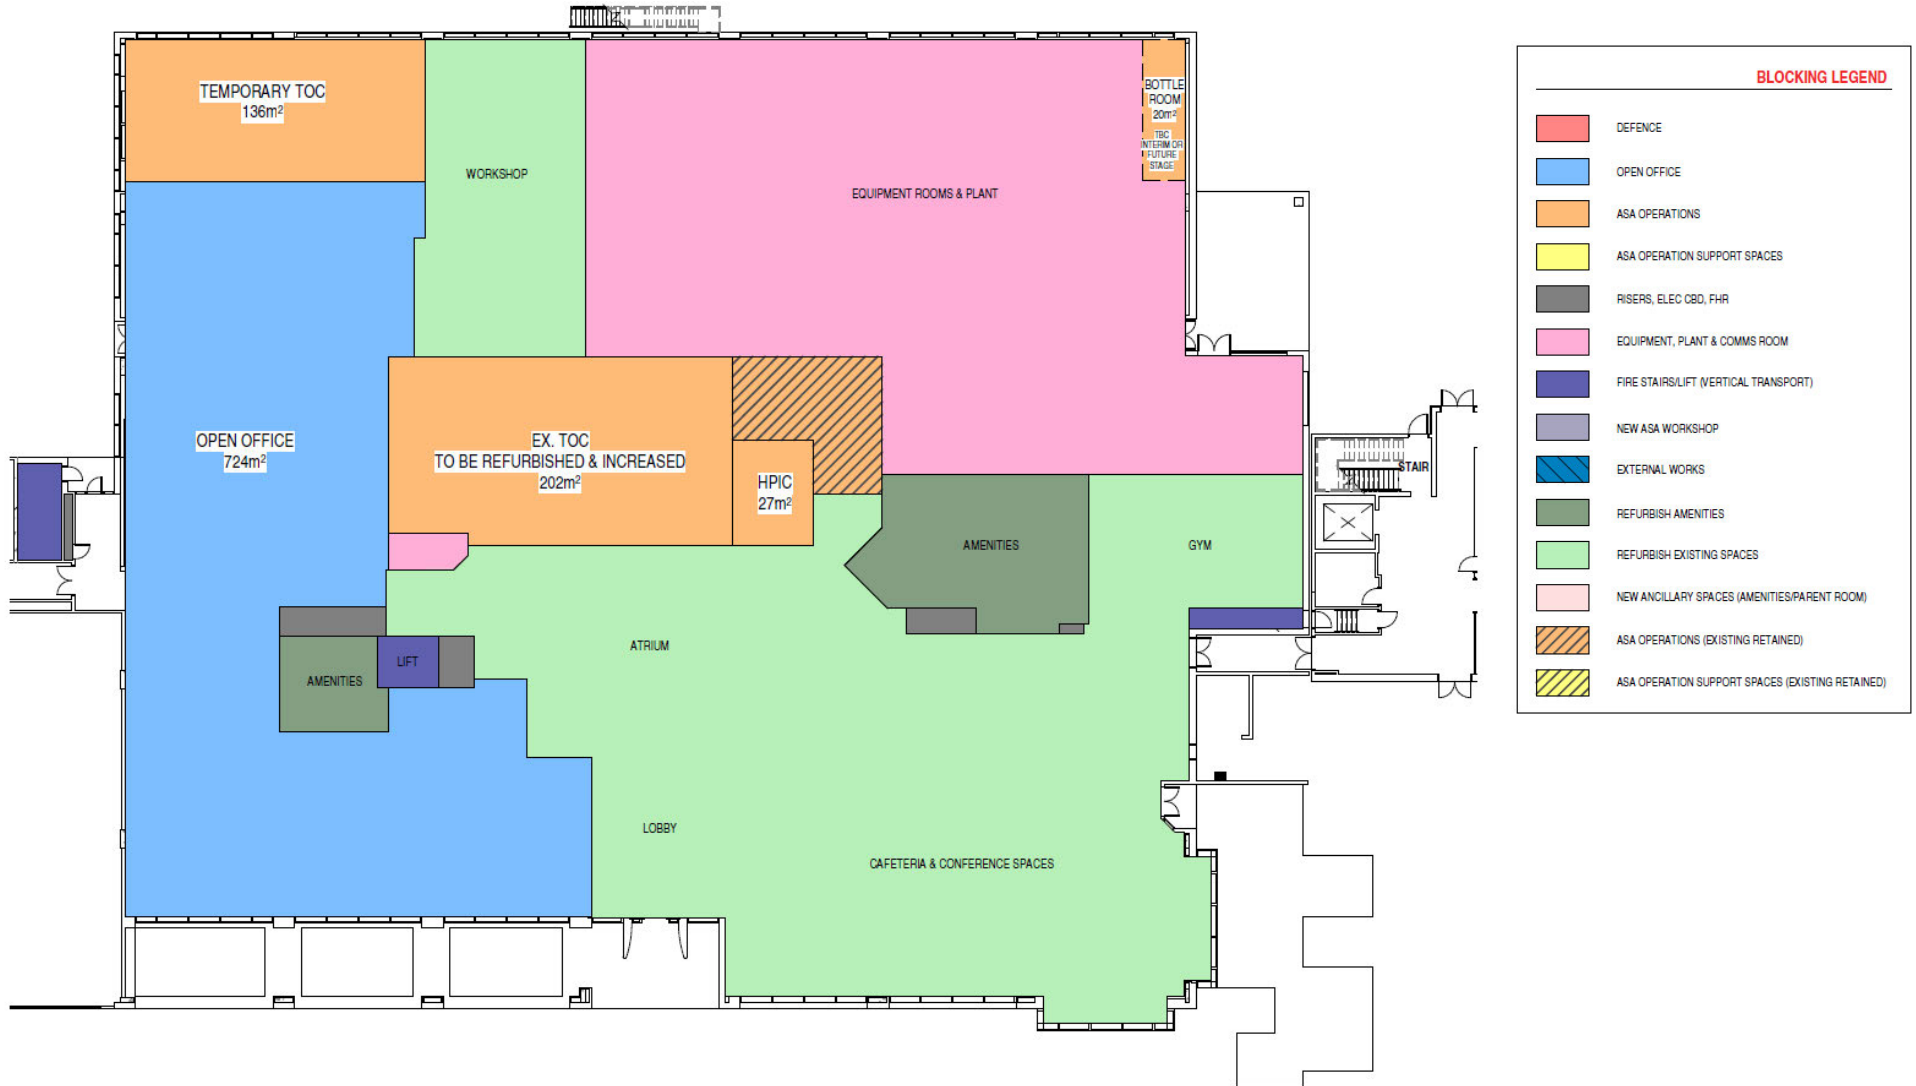 TEMPORARY TOC
136m²
WORKSHOP
EQUIPMENT ROOMS & PLANT
BOTTLE
ROOM
20m²
TBC
INTERIM OR
FUTURE
STAGE
OPEN OFFICE
724m²
EX. TOC
TO BE REFURBISHED & INCREASED
202m²
HPIC
27m²
AMENITIES
GYM
STAIR
ATRIUM
LIFT
AMENITIES
LOBBY
CAFETERIA & CONFERENCE SPACES
BLOCKING LEGEND
DEFENCE
OPEN OFFICE
ASA OPERATIONS
ASA OPERATION SUPPORT SPACES
RISERS, ELEC CBD, FHR
EQUIPMENT, PLANT & COMMS ROOM
FIRE STAIRS/LIFT (VERTICAL TRANSPORT)
NEW ASA WORKSHOP
EXTERNAL WORKS
REFURBISH AMENITIES
REFURBISH EXISTING SPACES
NEW ANCILLARY SPACES (AMENITIES/PARENT ROOM)
ASA OPERATIONS (EXISTING RETAINED)
ASA OPERATION SUPPORT SPACES (EXISTING RETAINED)